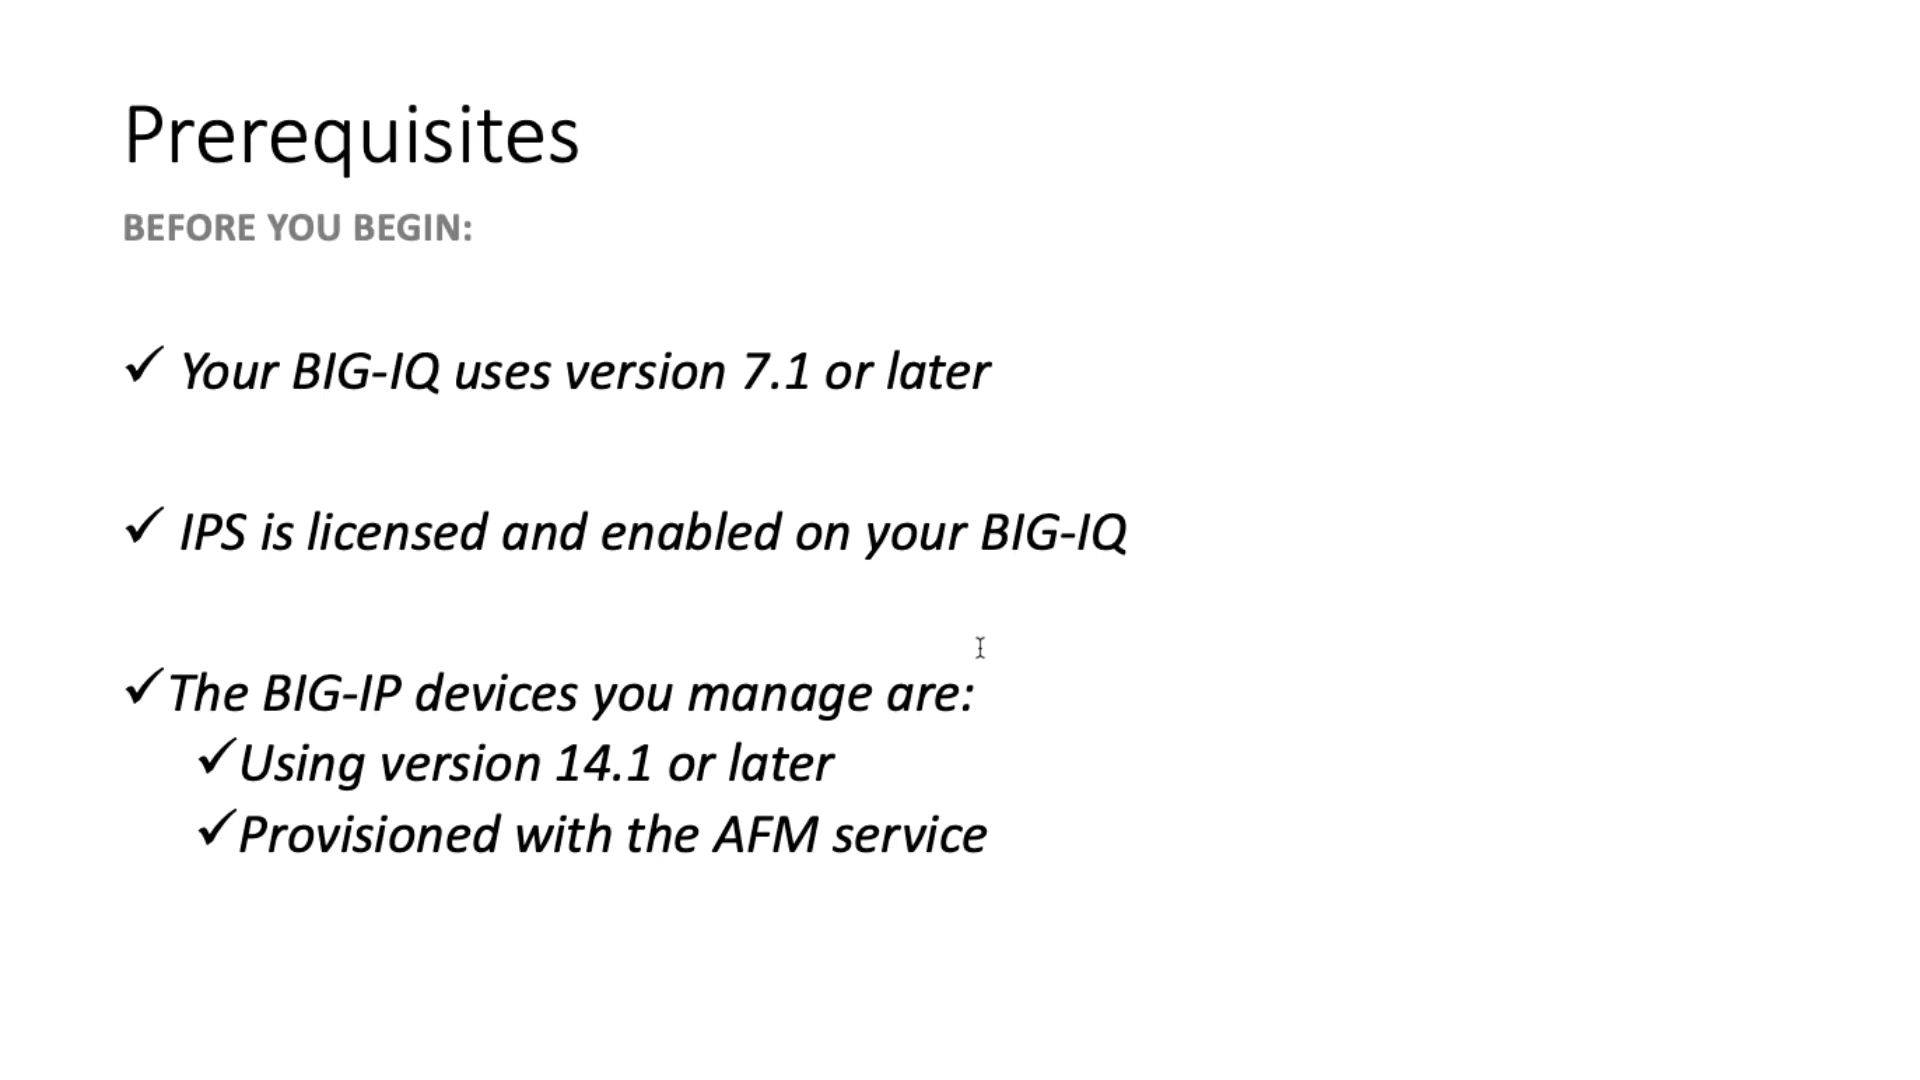 Prerequisites
BEFORE YOU BEGIN:
✓ Your BIG-IQ uses version 7.1 or later
✓ IPS is licensed and enabled on your BIG-IQ
✓The BIG-IP devices you manage are:
✓Using version 14.1 or later
✓Provisioned with the AFM service